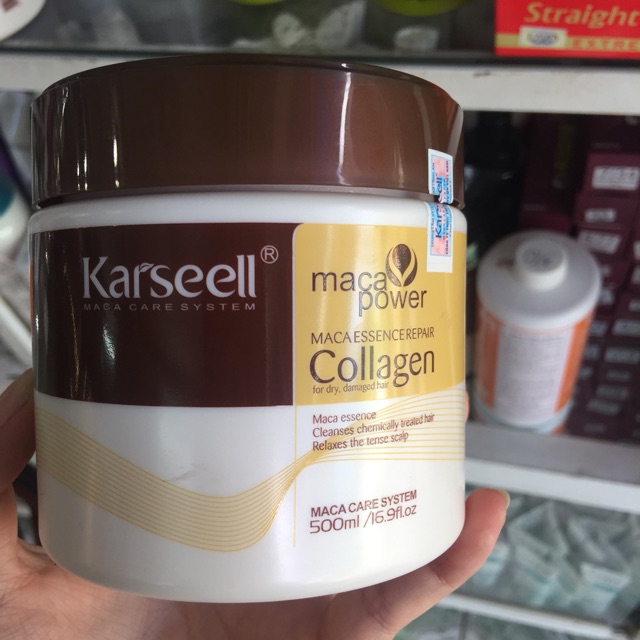 Straight
Karseell®
MACA CARE SYSTEM
maca
power
MACA ESSENCE REPAIR
Collagen
for dry, damaged hair
Maca essence
Cleanses chemically treated hair
Relaxes the tense scalp
MACA CARE SYSTEM
500ml /16.9fl.oz